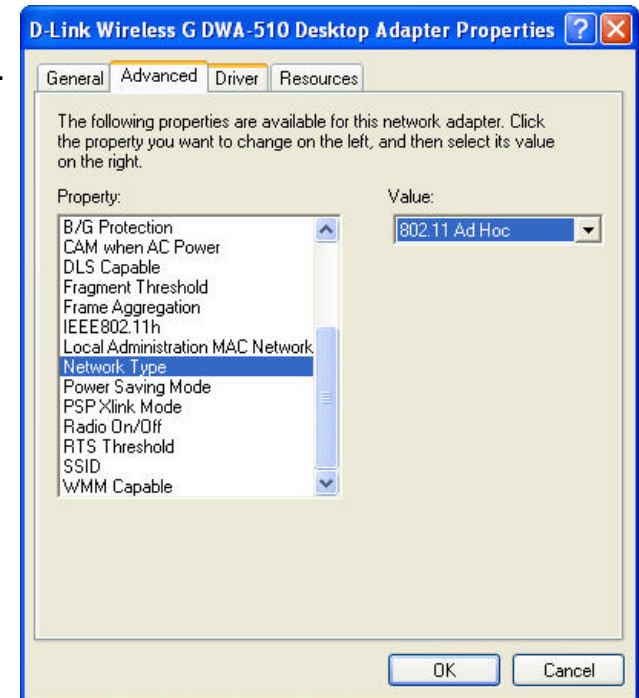 D-Link Wireless G DWA-510 Desktop Adapter Properties
General Advanced Driver Resources
The following properties are available for this network adapter. Click
the property you want to change on the left, and then select its value
on the right.
Property:
Value:
B/G Protection
CAM when AC Power
DLS Capable
Fragment Threshold
Frame Aggregation
IEEE802.11h
Local Administration MAC Network
Network Type
Power Saving Mode
PSP Xlink Mode
Radio On/Off
RTS Threshold
SSID
WMM Capable
802.11 Ad Hoc
OK Cancel